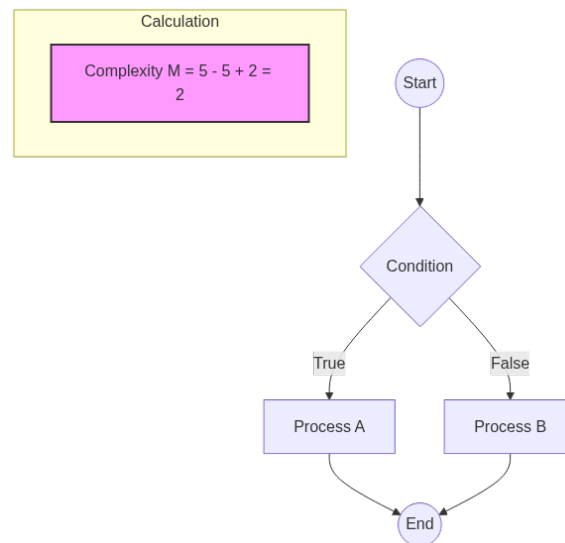 Calculation
Complexity M = 5 - 5 + 2 =
2
Start
Condition
True
False
Process A
Process B
End